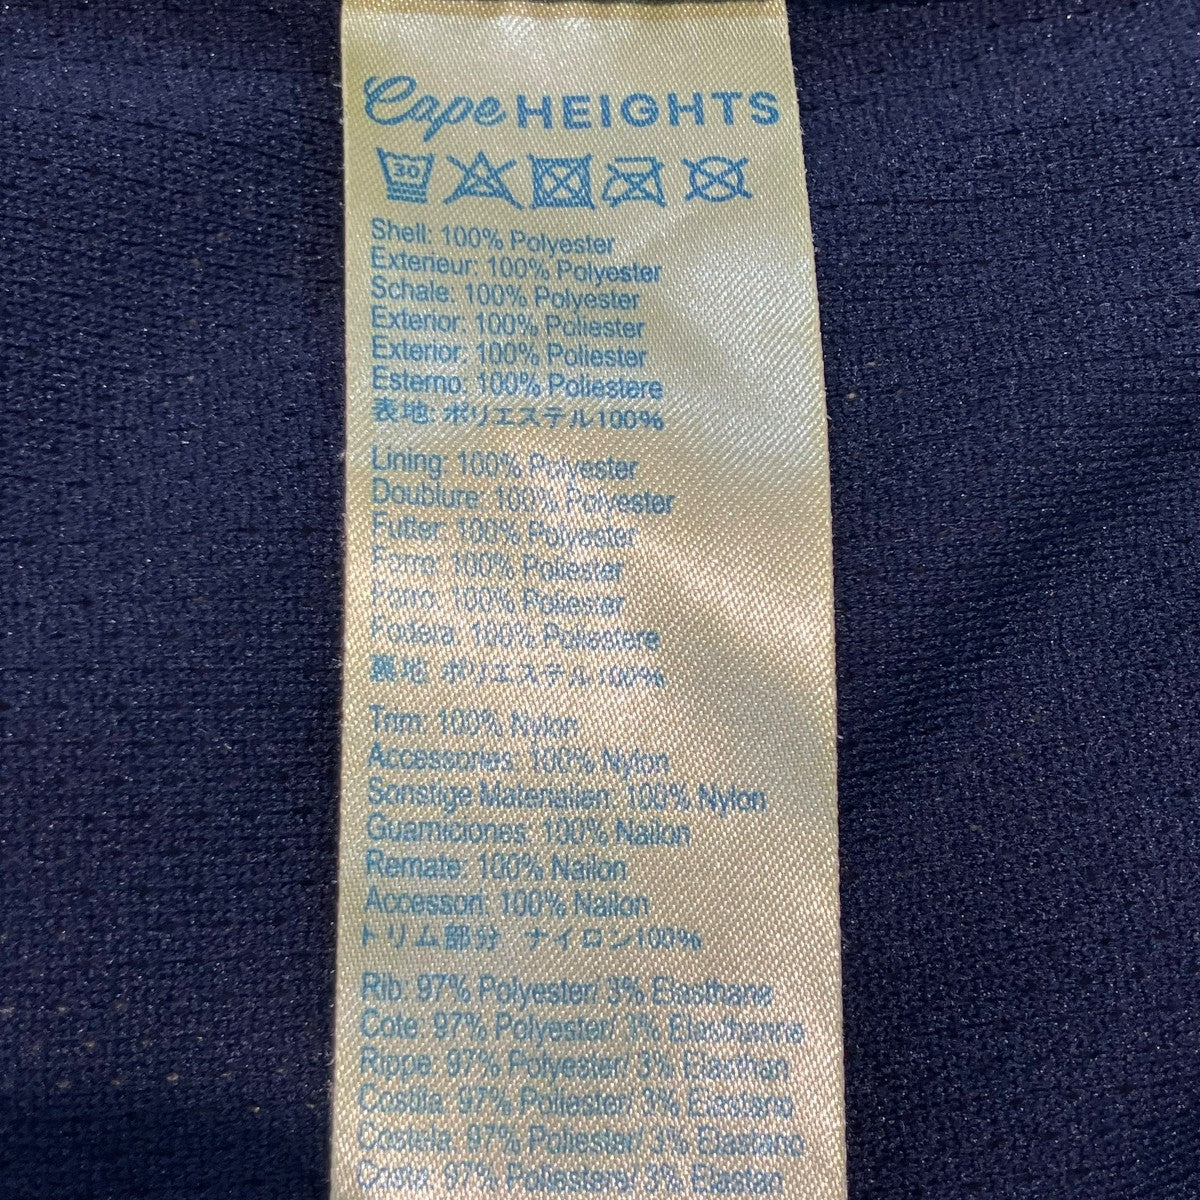 Cape HEIGHTS
30
Shell: 100% Polyester
Exterieur: 100% Polyester
Schale: 100% Polyester
Exterior: 100% Poliester
Exterior: 100% Poliester
Esterno: 100% Poliestere
表地: ポリエステル100%
Lining: 100% Polyester
Doublure: 100% Polyester
Futter: 100% Polyester
Forro: 100% Poliester
Forro: 100% Poliester
Fodera: 100% Poliestere
裏地: ポリエステル100%
Trim: 100% Nylon
Accessories: 100% Nylon
Sonstige Materialien: 100% Nylon
Guarniciones: 100% Nailon
Remate: 100% Nailon
Accessori: 100% Nailon
トリム部分 ナイロン100%
Rib: 97% Polyester/ 3% Elasthane
Cote: 97% Polyester/ 3% Elasthanne
Rippe: 97% Polyester/ 3% Elasthan
Costilla: 97% Poliester/ 3% Elastano
Costela: 97% Poliester/ 3% Elastano
Costa: 97% Poliestere/ 3% Elastan